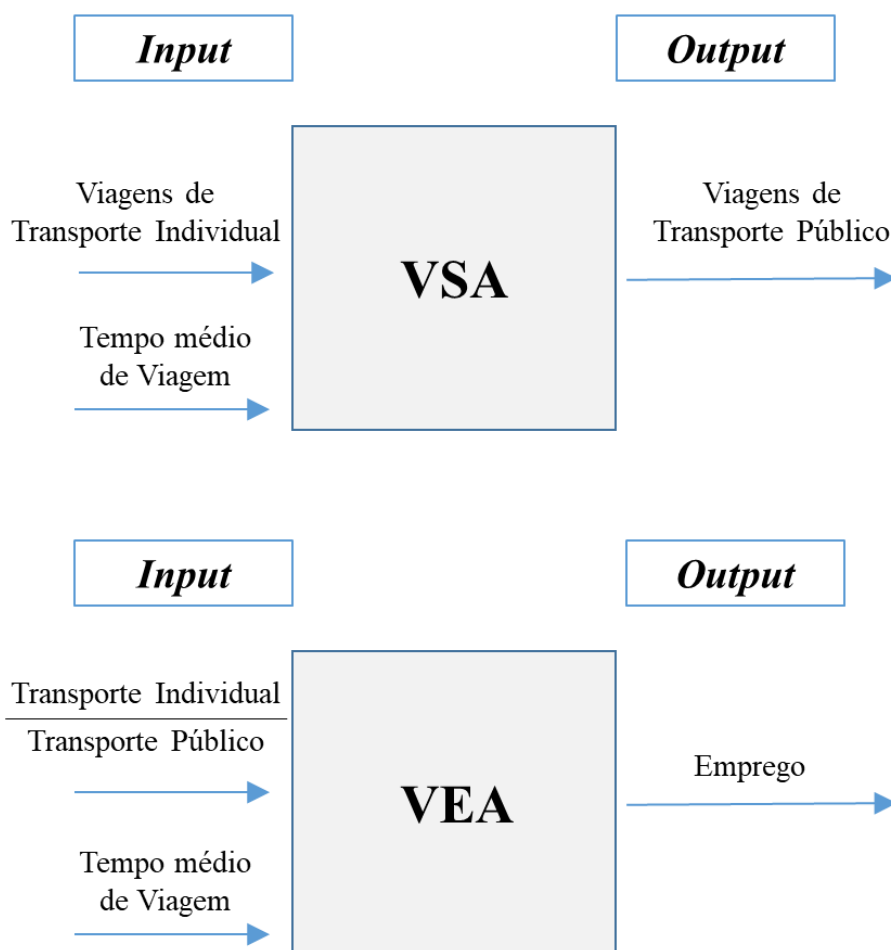 Input
Output
Viagens de
Transporte Individual
VSA
Viagens de
Transporte Público
Tempo médio
de Viagem
Input
Output
Transporte Individual
Transporte Público
VEA
Emprego
Tempo médio
de Viagem